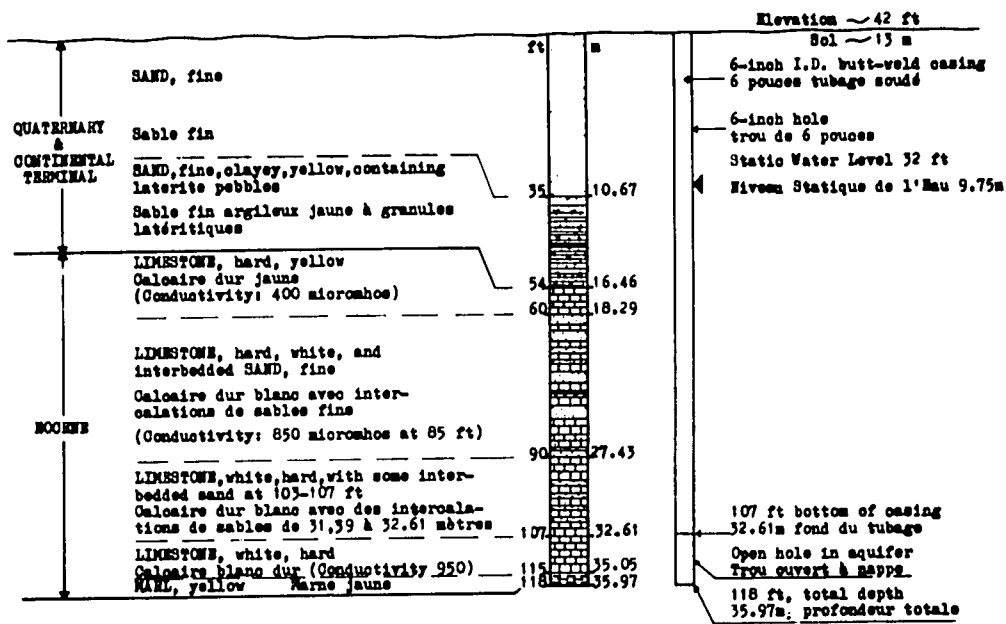 Elevation ~ 42 ft
Sol ~ 13 m
ft m
SAND, fine
6-inch I.D. butt-weld casing
6 pouces tubage soudé
QUATERNARY
&
CONTINENTAL
TERMINAL
Sable fin
6-inch hole
trou de 6 pouces
SAND,fine,clayey,yellow,containing
laterite pebbles
Static Water Level 32 ft
35 10.67
Niveau Statique de l'Eau 9.75m
Sable fin argileux jaune à granules
latéritiques
LIMESTONE, hard, yellow
Calcaire dur jaune
(Conductivity: 400 micromhos)
54 16.46
60 18.29
LIMESTONE, hard, white, and
interbedded SAND, fine
Calcaire dur blanc avec inter-
calations de sables fins
(Conductivity: 850 micromhos at 85 ft)
EOCENE
90 27.43
LIMESTONE,white,hard,with some inter-
bedded sand at 103-107 ft
Calcaire dur blanc avec des intercala-
tions de sables de 31,39 à 32.61 mètres
107 32.61
107 ft bottom of casing
32.61m fond du tubage
LIMESTONE, white, hard
Calcaire blanc dur (Conductivity 950)
115 35.05
Open hole in aquifer
Trou ouvert à nappe
MARL, yellow Marne jaune
118 35.97
118 ft, total depth
35.97m; profondeur totale